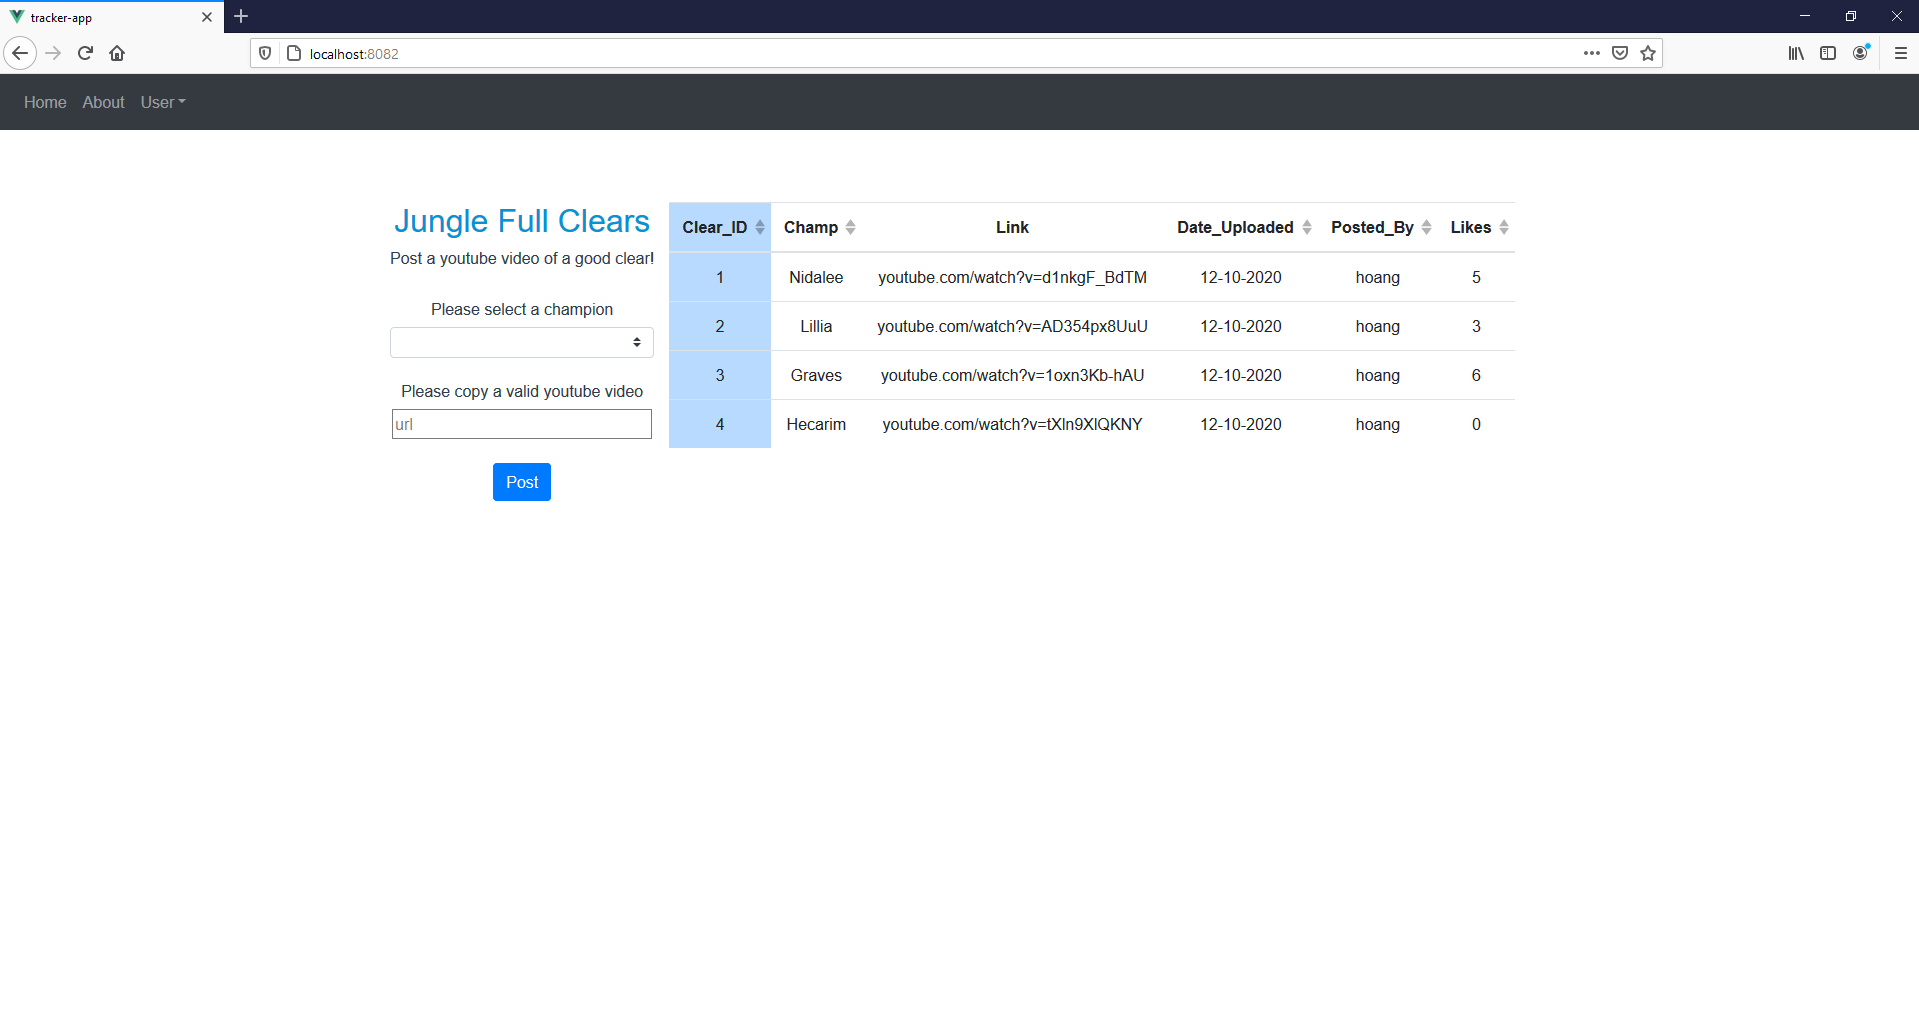 tracker-app
localhost:8082
Home About User
Jungle Full Clears
Post a youtube video of a good clear!
Please select a champion
Please copy a valid youtube video
url
Post
Clear_ID Champ Link Date_Uploaded Posted_By Likes
1 Nidalee youtube.com/watch?v=d1nkgF_BdTM 12-10-2020 hoang 5
2 Lillia youtube.com/watch?v=AD354px8UuU 12-10-2020 hoang 3
3 Graves youtube.com/watch?v=1oxn3Kb-hAU 12-10-2020 hoang 6
4 Hecarim youtube.com/watch?v=tXln9XlQKNY 12-10-2020 hoang 0